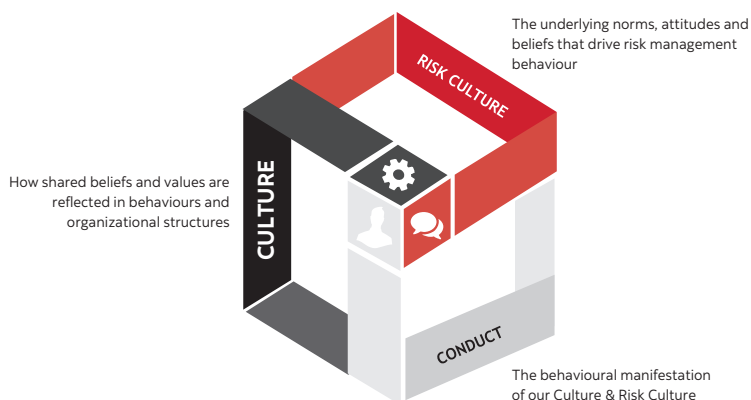 The underlying norms, attitudes and
beliefs that drive risk management
behaviour
RISK CULTURE
How shared beliefs and values are
reflected in behaviours and
organizational structures
CULTURE
CONDUCT
The behavioural manifestation
of our Culture & Risk Culture